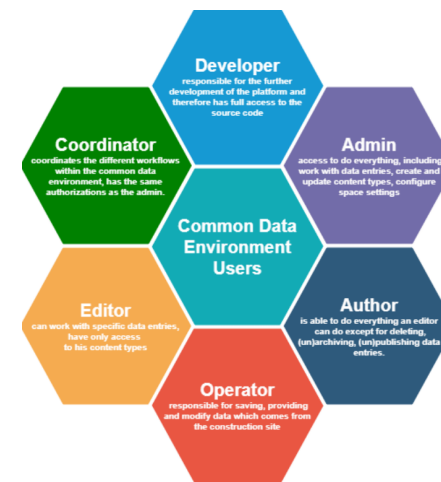 Developer
responsible for the further
development of the platform and
therefore has full access to the
source code
Coordinator
coordinates the different workflows
within the common data
environment, has the same
authorizations as the admin.
Admin
access to do everything, including
work with data entries, create and
update content types, configure
space settings
Common Data
Environment
Users
Editor
can work with specific data entries,
have only access
to his content types
Author
is able to do everything an editor
can do except for deleting,
(un)archiving, (un)publishing data
entries.
Operator
responsible for saving, providing
and modify data which comes from
the construction site